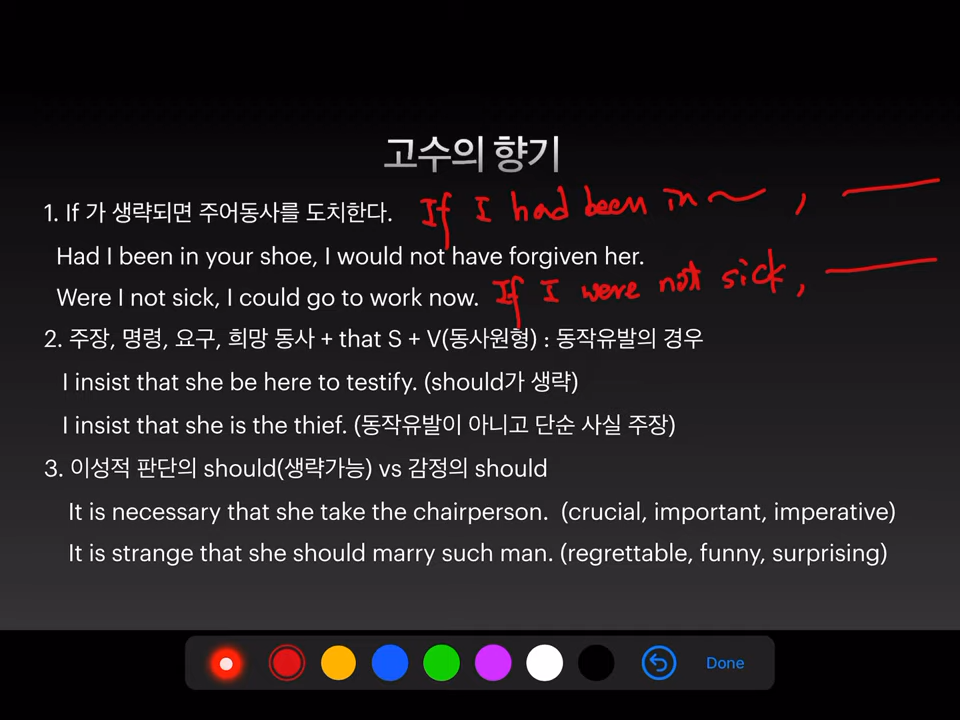 고수의 향기
1. If 가 생략되면 주어동사를 도치한다. If I had been in ~ , ―
Had I been in your shoe, I would not have forgiven her.
Were I not sick, I could go to work now. If I were not sick, ―
2. 주장, 명령, 요구, 희망 동사 + that S + V(동사원형) : 동작유발의 경우
I insist that she be here to testify. (should가 생략)
I insist that she is the thief. (동작유발이 아니고 단순 사실 주장)
3. 이성적 판단의 should(생략가능) vs 감정의 should
It is necessary that she take the chairperson. (crucial, important, imperative)
It is strange that she should marry such man. (regrettable, funny, surprising)
Done